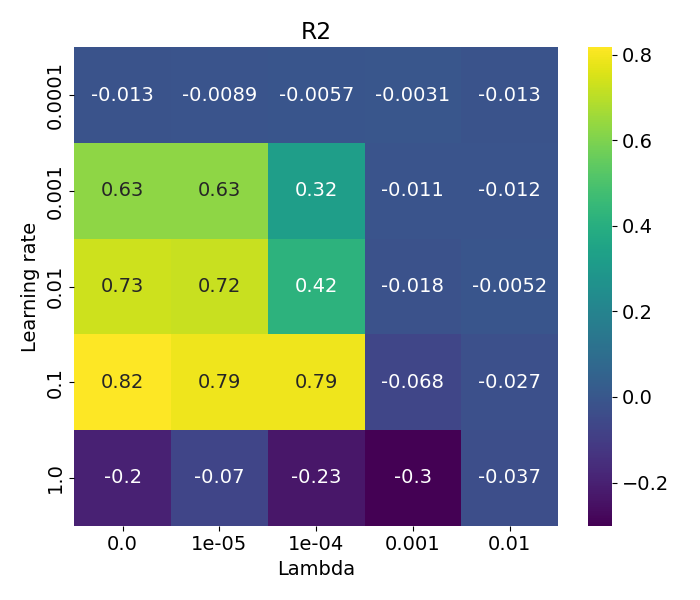 R2
0.0001 -0.013 -0.0089 -0.0057 -0.0031 -0.013
0.001 0.63 0.63 0.32 -0.011 -0.012
0.01 0.73 0.72 0.42 -0.018 -0.0052
0.1 0.82 0.79 0.79 -0.068 -0.027
1.0 -0.2 -0.07 -0.23 -0.3 -0.037
0.0 1e-05 1e-04 0.001 0.01
Lambda
Learning rate
0.8
0.6
0.4
0.2
0.0
−0.2